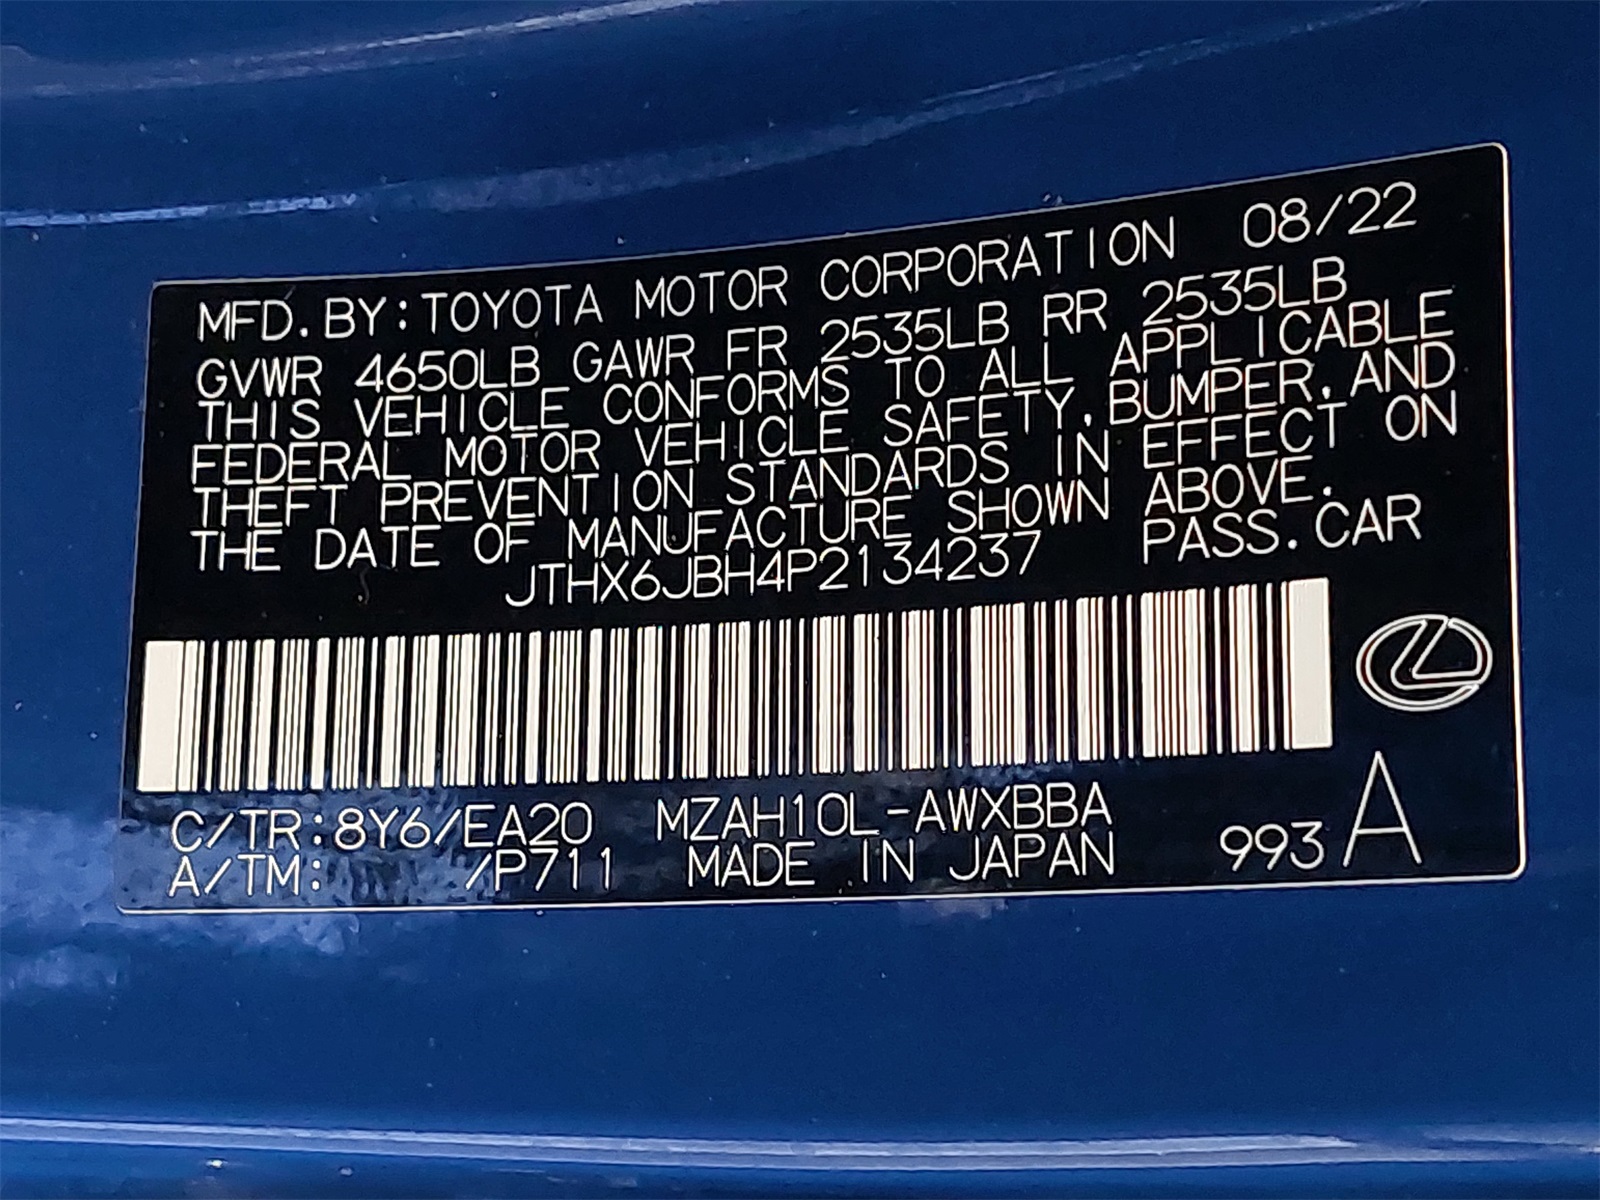 MFD. BY: TOYOTA MOTOR CORPORATION 08/22
GVWR 4650LB GAWR FR 2535LB RR 2535LB
THIS VEHICLE CONFORMS TO ALL APPLICABLE
FEDERAL MOTOR VEHICLE SAFETY, BUMPER, AND
THEFT PREVENTION STANDARDS IN EFFECT ON
THE DATE OF MANUFACTURE SHOWN ABOVE.
JTHX6JBH4P2134237 PASS. CAR
C/TR: 8Y6/EA20 MZAH10L-AWXBBA
A/TM: /P711 MADE IN JAPAN 993 A